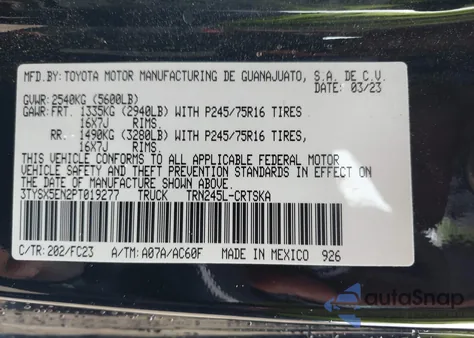 MFD.BY: TOYOTA MOTOR MANUFACTURING DE GUANAJUATO, S.A. DE C.V.
DATE: 03/23
GVWR: 2540KG (5600LB)
GAWR: FRT. 1335KG (2940LB) WITH P245/75R16 TIRES
16X7J RIMS.
RR. 1490KG (3280LB) WITH P245/75R16 TIRES,
16X7J RIMS.
THIS VEHICLE CONFORMS TO ALL APPLICABLE FEDERAL MOTOR
VEHICLE SAFETY AND THEFT PREVENTION STANDARDS IN EFFECT
ON THE DATE OF MANUFACTURE SHOWN ABOVE.
3TYSX5EN2PT019277 TRUCK TRN245L-CRTSKA
C/TR: 202/FC23 A/TM: A07A/AC60F MADE IN MEXICO 926
autoSnap